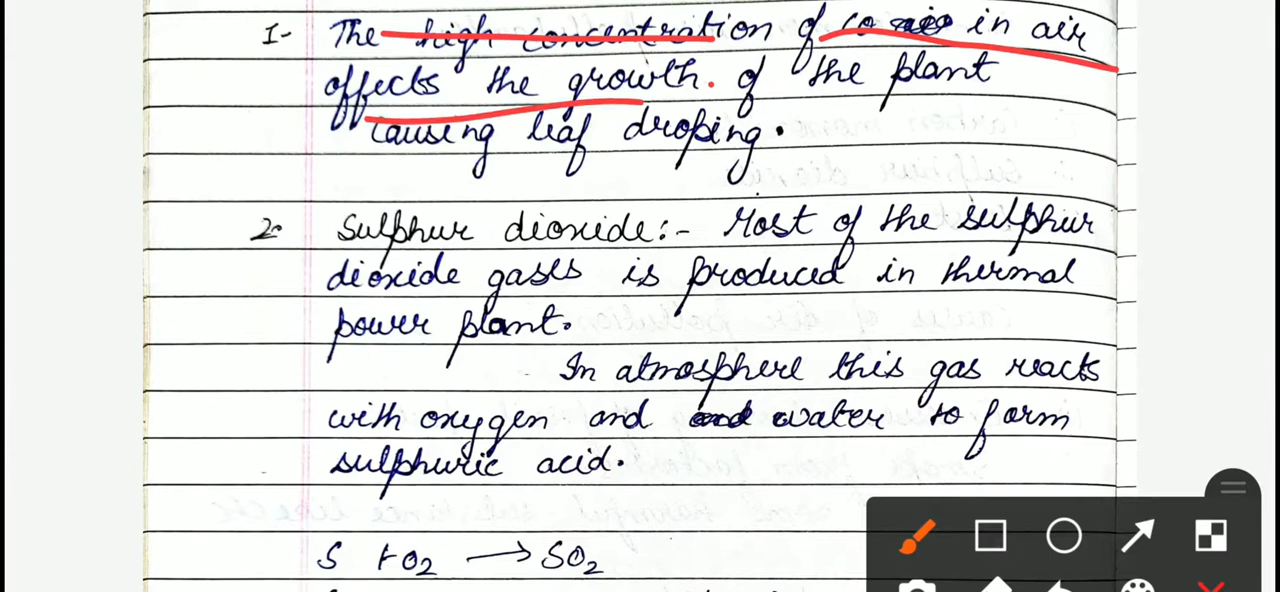 1- The high concentration of co in air
affects the growth. of the plant
causing leaf droping.
2. Sulphur dioxide:- Most of the sulphur
dioxide gases is produced in thermal
power plant.
In atmosphere this gas reacts
with oxygen and and water to form
sulphuric acid.
S + O2 → SO2